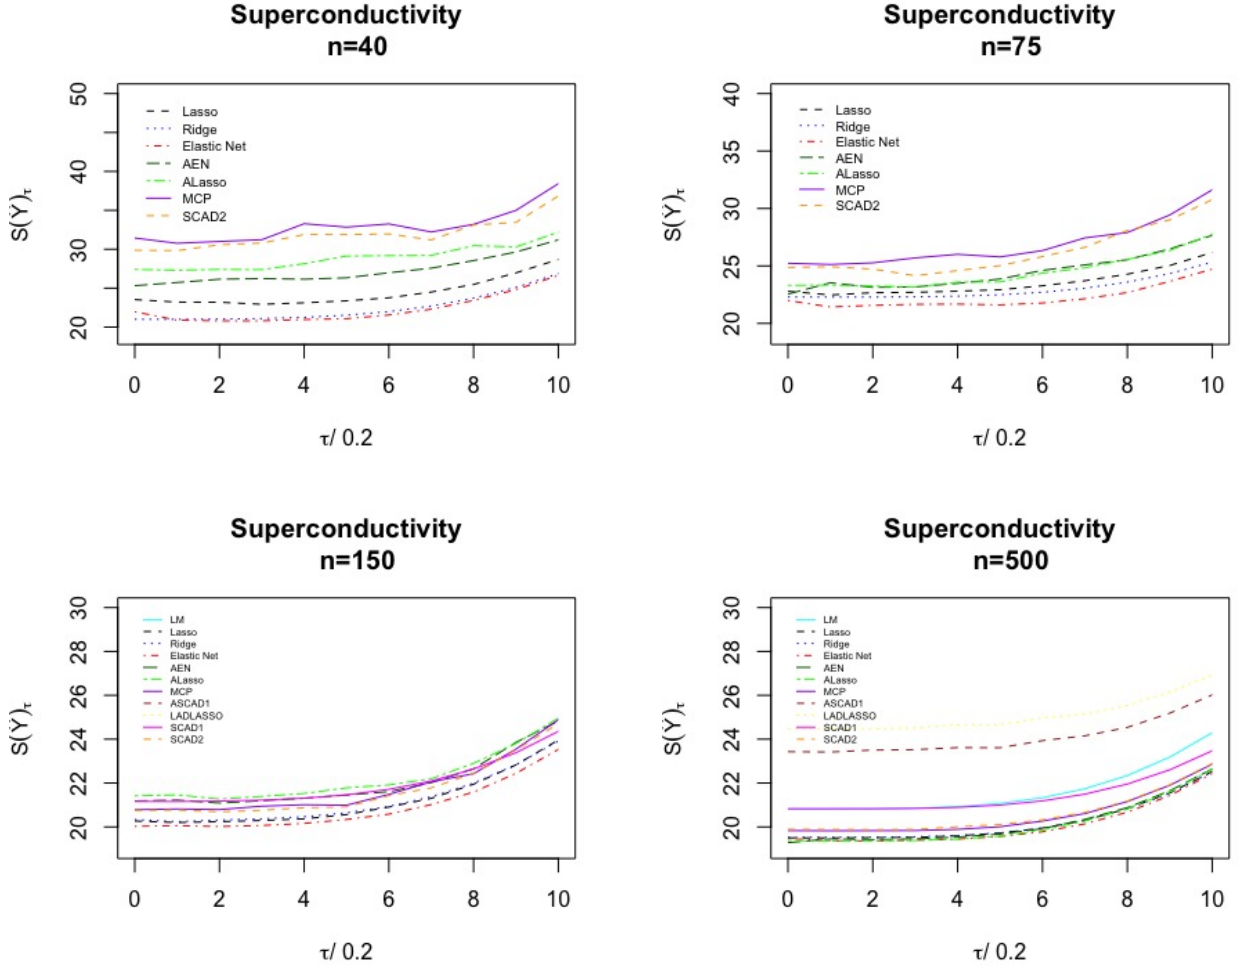 Superconductivity
n=40
50
40
30
20
S(Ŷ)τ
Lasso
Ridge
Elastic Net
AEN
ALasso
MCP
SCAD2
0 2 4 6 8 10
τ/ 0.2
Superconductivity
n=75
40
35
30
25
20
S(Ŷ)τ
Lasso
Ridge
Elastic Net
AEN
ALasso
MCP
SCAD2
0 2 4 6 8 10
τ/ 0.2
Superconductivity
n=150
30
28
26
24
22
20
S(Ŷ)τ
LM
Lasso
Ridge
Elastic Net
AEN
ALasso
MCP
ASCAD1
LADLASSO
SCAD1
SCAD2
0 2 4 6 8 10
τ/ 0.2
Superconductivity
n=500
30
28
26
24
22
20
S(Ŷ)τ
LM
Lasso
Ridge
Elastic Net
AEN
ALasso
MCP
ASCAD1
LADLASSO
SCAD1
SCAD2
0 2 4 6 8 10
τ/ 0.2